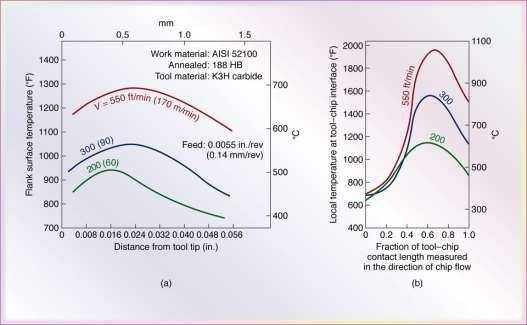 mm
0
0.5
1
1.5
Work material: AISI 52100
Annealed: 188 HB
Tool material: K3H carbide
1400
1300
1200
1100
1000
900
800
700
Flank surface temperature (°F)
V = 550 ft/min (170 m/min)
300 (90)
200 (60)
Feed: 0.0055 in./rev
(0.14 mm/rev)
700
600
500
400
°C
0
0.008 0.016 0.024 0.032 0.040 0.048 0.056
Distance from tool tip (in.)
(a)
2000
1800
1600
1400
1200
1000
800
600
400
Local temperature at tool–chip interface (°F)
550 ft/min
300
200
1100
900
700
500
300
°C
0 0.2 0.4 0.6 0.8 1.0
Fraction of tool–chip
contact length measured
in the direction of chip flow
(b)